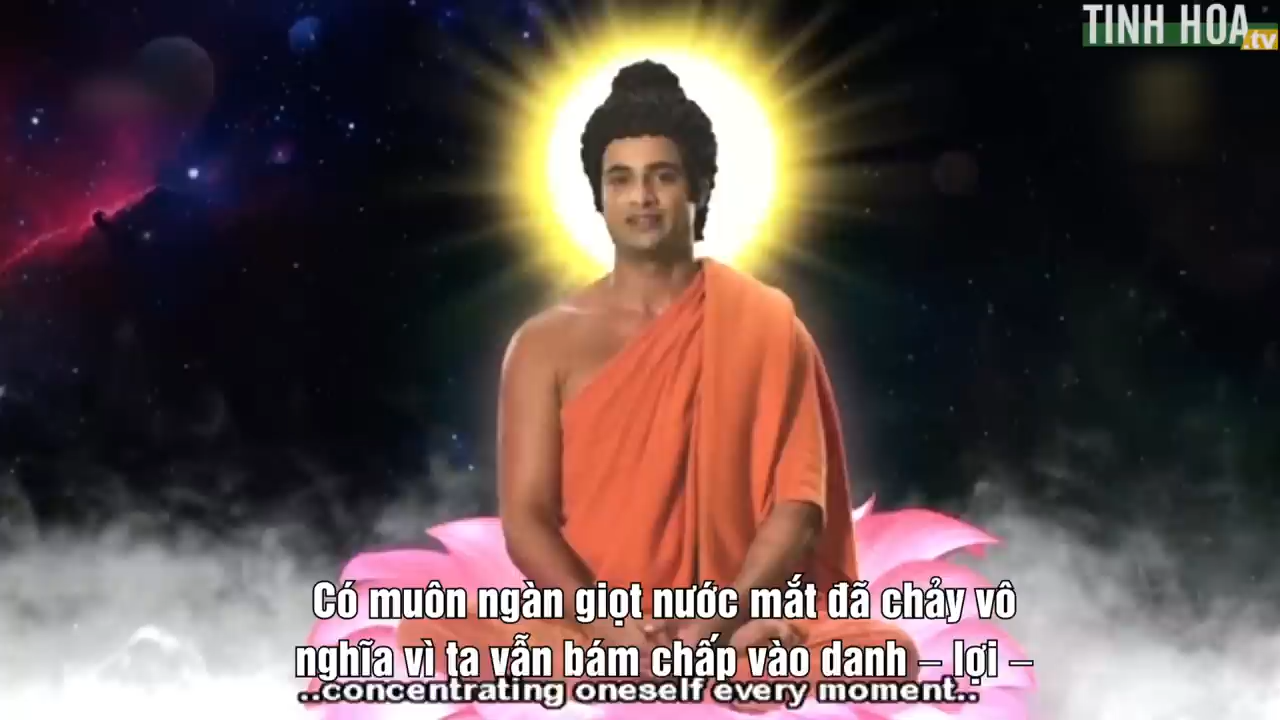 TINH HOA
.tv
Có muôn ngàn giọt nước mắt đã chảy vô
nghĩa vì ta vẫn bám chấp vào danh – lợi –
..concentrating oneself every moment..